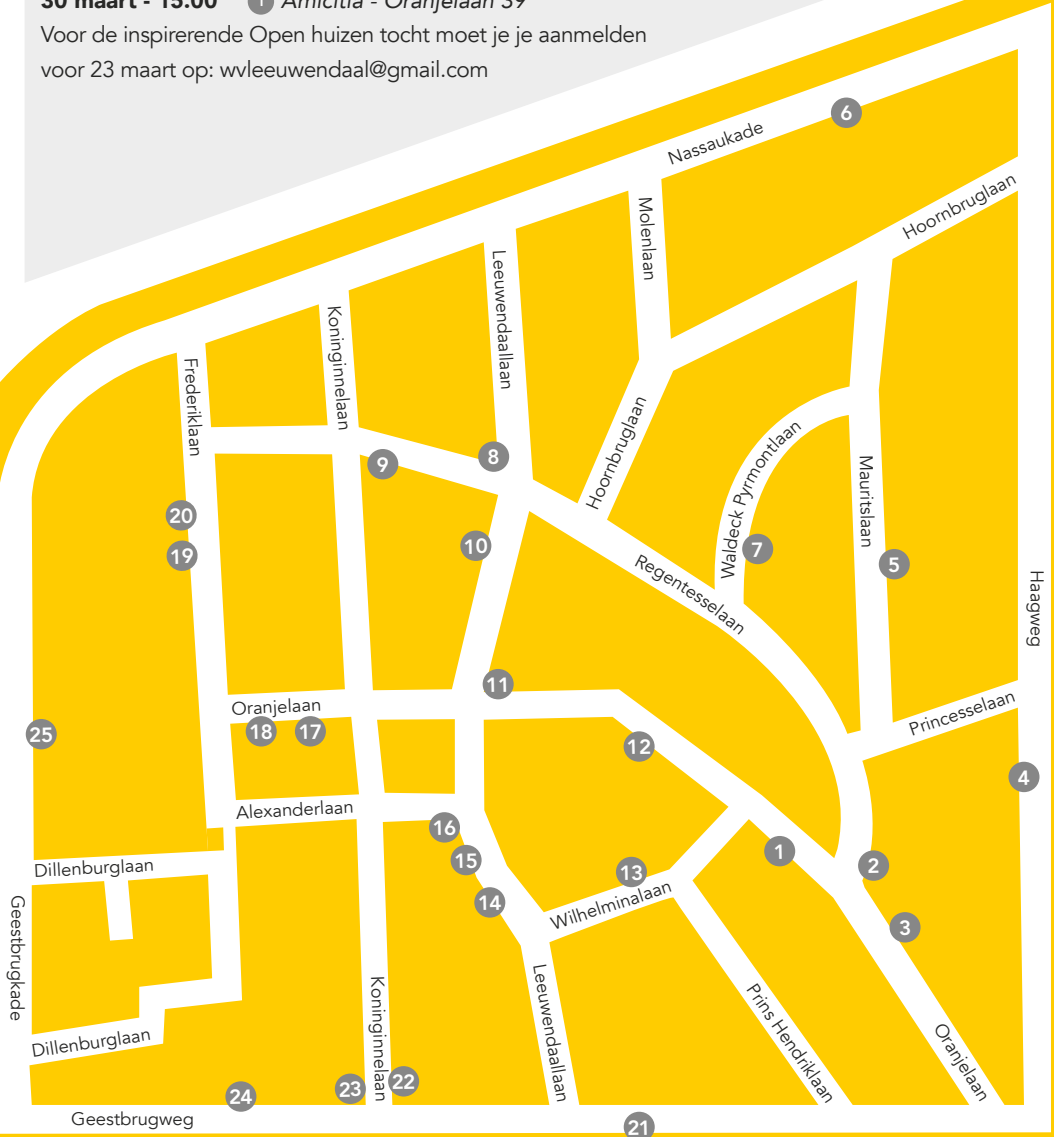 30 maart - 15.00 1 Amicitia - Oranjelaan 39
Voor de inspirerende Open huizen tocht moet je je aanmelden
voor 23 maart op: wvleeuwendaal@gmail.com
6
Nassaukade
Hoornbruglaan
Molenlaan
Leeuwendaallaan
Koninginnelaan
Frederiklaan
Hoornbruglaan
Waldeck Pyrmontlaan
Mauritslaan
8
9
20
10
7
19
5
Regentesselaan
Haagweg
11
Oranjelaan
Princesselaan
18
17
25
12
4
Alexanderlaan
16
1
15
2
Dillenburglaan
13
14
Wilhelminalaan
3
Geestbrugkade
Leeuwendaallaan
Koninginnelaan
Prins Hendriklaan
Oranjelaan
Dillenburglaan
22
23
24
Geestbrugweg
21